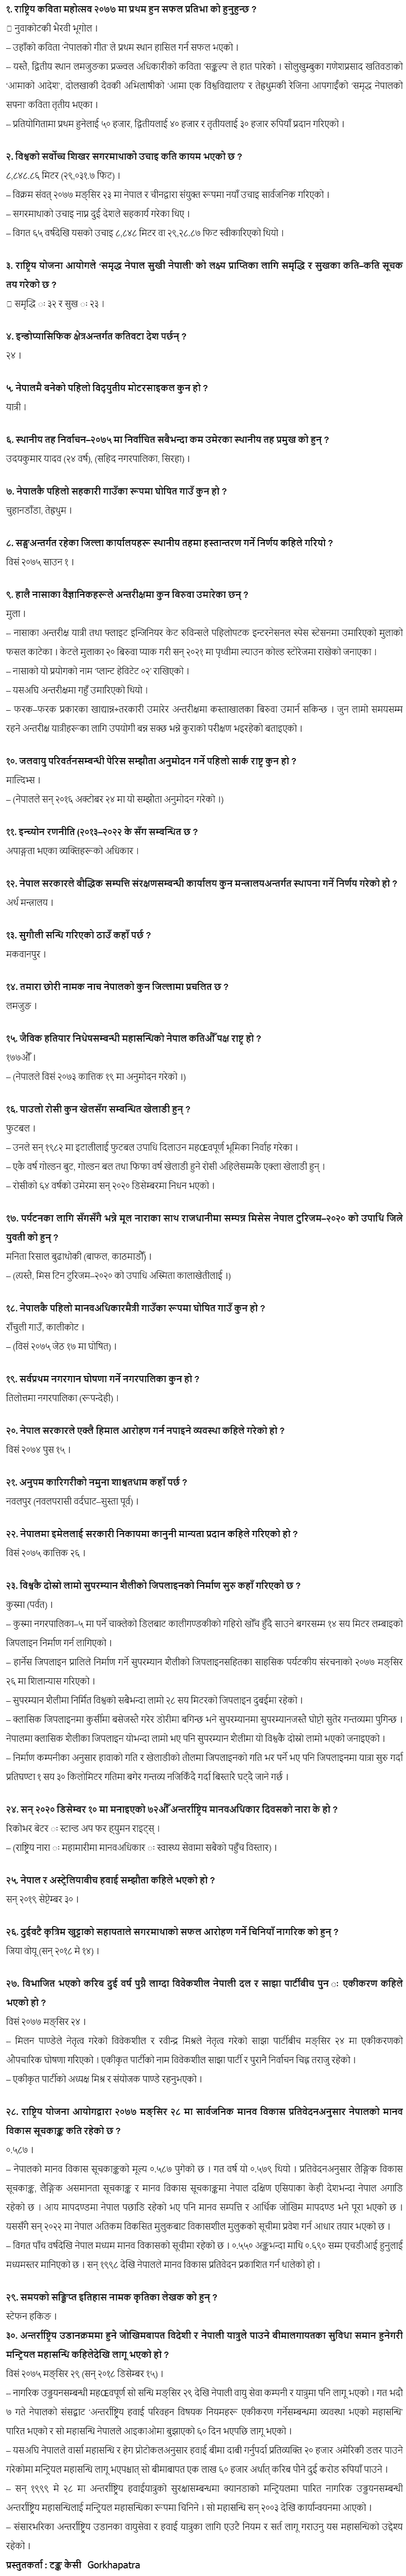 १. राष्ट्रिय कविता महोत्सव २०७७ मा प्रथम हुन सफल प्रतिभा को हुनुहुन्छ ?
□ नुवाकोटकी भैरवी भूगोल ।
– उहाँको कविता ‘नेपालको गीत’ ले प्रथम स्थान हासिल गर्न सफल भएको ।
– यस्तै, द्वितीय स्थान लमजुङका प्रज्ज्वल अधिकारीको कविता ‘सङ्कल्प’ ले हात पारेको । सोलुखुम्बुका गणेशप्रसाद खतिवडाको
‘आमाको आदेश’, दोलखाकी देवकी अभिलाषीको ‘आमा एक विश्वविद्यालय’ र तेह्रथुमकी रेजिना आपगाईंको ‘समृद्ध नेपालको
सपना’ कविता तृतीय भएका ।
– प्रतियोगितामा प्रथम हुनेलाई ५० हजार, द्वितीयलाई ४० हजार र तृतीयलाई ३० हजार रुपियाँ प्रदान गरिएको ।
२. विश्वको सर्वोच्च शिखर सगरमाथाको उचाइ कति कायम भएको छ ?
८,८४८.८६ मिटर (२९,०३१.७ फिट) ।
– विक्रम संवत् २०७७ मङ्सिर २३ मा नेपाल र चीनद्वारा संयुक्त रूपमा नयाँ उचाइ सार्वजनिक गरिएको ।
– सगरमाथाको उचाइ नाप्न दुई देशले सहकार्य गरेका थिए ।
– विगत ६५ वर्षदेखि यसको उचाइ ८,८४८ मिटर वा २९,२८.८७ फिट स्वीकारिएको थियो ।
३. राष्ट्रिय योजना आयोगले ‘समृद्ध नेपाल सुखी नेपाली’ को लक्ष्य प्राप्तिका लागि समृद्धि र सुखका कति–कति सूचक
तय गरेको छ ?
□ समृद्धि ः ३२ र सुख ः २३ ।
४. इन्डोप्यासिफिक क्षेत्रअन्तर्गत कतिवटा देश पर्छन् ?
२४ ।
५. नेपालमै बनेको पहिलो विद्युतीय मोटरसाइकल कुन हो ?
यात्री ।
६. स्थानीय तह निर्वाचन–२०७५ मा निर्वाचित सबैभन्दा कम उमेरका स्थानीय तह प्रमुख को हुन् ?
उदयकुमार यादव (२४ वर्ष), (सहिद नगरपालिका, सिरहा) ।
७. नेपालकै पहिलो सहकारी गाउँका रूपमा घोषित गाउँ कुन हो ?
चुहानडाँडा, तेह्रथुम ।
८. सङ्घअन्तर्गत रहेका जिल्ला कार्यालयहरू स्थानीय तहमा हस्तान्तरण गर्ने निर्णय कहिले गरियो ?
विसं २०७५ साउन १ ।
९. हालै नासाका वैज्ञानिकहरूले अन्तरीक्षमा कुन बिरुवा उमारेका छन् ?
मुला ।
– नासाका अन्तरीक्ष यात्री तथा फ्लाइट इन्जिनियर केट रुविन्सले पहिलोपटक इन्टरनेसनल स्पेस स्टेसनमा उमारिएको मुलाको
फसल काटेका । केटले मुलाका २० बिरुवा प्याक गरी सन् २०२१ मा पृथ्वीमा ल्याउन कोल्ड स्टोरेजमा राखेको जनाएका ।
– नासाको यो प्रयोगको नाम ‘प्लान्ट हेविटेट ०२’ राखिएको ।
– यसअघि अन्तरीक्षमा गहुँ उमारिएको थियो ।
– फरक–फरक प्रकारका खाद्यान्न÷तरकारी उमारेर अन्तरीक्षमा कस्ताखालका बिरुवा उमार्न सकिन्छ । जुन लामो समयसम्म
रहने अन्तरीक्ष यात्रीहरूका लागि उपयोगी बन्न सक्छ भन्ने कुराको परीक्षण भइरहेको बताइएको ।
१०. जलवायु परिवर्तनसम्बन्धी पेरिस सम्झौता अनुमोदन गर्ने पहिलो सार्क राष्ट्र कुन हो ?
माल्दिभ्स ।
– (नेपालले सन् २०१६ अक्टोबर २४ मा यो सम्झौता अनुमोदन गरेको ।)
११. इन्च्योन रणनीति (२०१३–२०२२ के सँग सम्बन्धित छ ?
अपाङ्गता भएका व्यक्तिहरूको अधिकार ।
१२. नेपाल सरकारले बौद्धिक सम्पत्ति संरक्षणसम्बन्धी कार्यालय कुन मन्त्रालयअन्तर्गत स्थापना गर्ने निर्णय गरेको हो ?
अर्थ मन्त्रालय ।
१३. सुगौली सन्धि गरिएको ठाउँ कहाँ पर्छ ?
मकवानपुर ।
१४. तमारा छोरी नामक नाच नेपालको कुन जिल्लामा प्रचलित छ ?
लमजुङ ।
१५. जैविक हतियार निषेधसम्बन्धी महासन्धिको नेपाल कतिऔँ पक्ष राष्ट्र हो ?
१७७औँ ।
– (नेपालले विसं २०७३ कात्तिक १९ मा अनुमोदन गरेको ।)
१६. पाउलो रोसी कुन खेलसँग सम्बन्धित खेलाडी हुन् ?
फुटबल ।
– उनले सन् १९८२ मा इटालीलाई फुटबल उपाधि दिलाउन महŒवपूर्ण भूमिका निर्वाह गरेका ।
– एकै वर्ष गोल्डन बुट, गोल्डन बल तथा फिफा वर्ष खेलाडी हुने रोसी अहिलेसम्मकै एक्ला खेलाडी हुन् ।
– रोसीको ६४ वर्षको उमेरमा सन् २०२० डिसेम्बरमा निधन भएको ।
१७. पर्यटनका लागि सँगसँगै भन्ने मूल नाराका साथ राजधानीमा सम्पन्न मिसेस नेपाल टुरिजम–२०२० को उपाधि जित्ने
युवती को हुन् ?
मनिता रिसाल बुढाथोकी (बाफल, काठमाडौँ) ।
– (त्यस्तै, मिस टिन टुरिजम–२०२० को उपाधि अस्मिता कालाखेतीलाई ।)
१८. नेपालकै पहिलो मानवअधिकारमैत्री गाउँका रूपमा घोषित गाउँ कुन हो ?
राँचुली गाउँ, कालीकोट ।
– (विसं २०७५ जेठ १७ मा घोषित) ।
१९. सर्वप्रथम नगरगान घोषणा गर्ने नगरपालिका कुन हो ?
तिलोत्तमा नगरपालिका (रूपन्देही) ।
२०. नेपाल सरकारले एक्लै हिमाल आरोहण गर्न नपाइने व्यवस्था कहिले गरेको हो ?
विसं २०७४ पुस १५ ।
२१. अनुपम कारिगरीको नमुना शाश्वतधाम कहाँ पर्छ ?
नवलपुर (नवलपरासी वर्दघाट–सुस्ता पूर्व) ।
२२. नेपालमा इमेललाई सरकारी निकायमा कानुनी मान्यता प्रदान कहिले गरिएको हो ?
विसं २०७५ कात्तिक २६ ।
२३. विश्वकै दोस्रो लामो सुपरम्यान शैलीको जिपलाइनको निर्माण सुरु कहाँ गरिएको छ ?
कुस्मा (पर्वत) ।
– कुस्मा नगरपालिका–५ मा पर्ने चाक्लेको डिलबाट कालीगण्डकीको गहिरो खोँच हुँदै साउने बगरसम्म १४ सय मिटर लम्बाइको
जिपलाइन निर्माण गर्न लागिएको ।
– हार्नेस जिपलाइन प्रालिले निर्माण गर्ने सुपरम्यान शैलीको जिपलाइनसहितका साहसिक पर्यटकीय संरचनाको २०७७ मङ्सिर
२६ मा शिलान्यास गरिएको ।
– सुपरम्यान शैलीमा निर्मित विश्वको सबैभन्दा लामो २८ सय मिटरको जिपलाइन दुबईमा रहेको ।
– क्लासिक जिपलाइनमा कुर्सीमा बसेजस्तै गरेर डोरीमा बगिन्छ भने सुपरम्यानमा सुपरम्यानजस्तै घोप्टो सुतेर गन्तव्यमा पुगिन्छ ।
नेपालमा क्लासिक शैलीका जिपलाइन योभन्दा लामो भए पनि सुपरम्यान शैलीमा यो विश्वकै दोस्रो लामो भएको जनाइएको ।
– निर्माण कम्पनीका अनुसार हावाको गति र खेलाडीको तौलमा जिपलाइनको गति भर पर्ने भए पनि जिपलाइनमा यात्रा सुरु गर्दा
प्रतिघण्टा १ सय ३० किलोमिटर गतिमा बगेर गन्तव्य नजिकिँदै गर्दा बिस्तारै घट्दै जाने गर्छ ।
२४. सन् २०२० डिसेम्बर १० मा मनाइएको ७२औँ अन्तर्राष्ट्रिय मानवअधिकार दिवसको नारा के हो ?
रिकोभर बेटर ः स्टान्ड अप फर ह्युमन राइट्स् ।
– (राष्ट्रिय नारा ः महामारीमा मानवअधिकार ः स्वास्थ्य सेवामा सबैको पहुँच विस्तार) ।
२५. नेपाल र अस्ट्रेलियाबीच हवाई सम्झौता कहिले भएको हो ?
सन् २०१९ सेप्टेम्बर ३० ।
२६. दुईवटै कृत्रिम खुट्टाको सहायताले सगरमाथाको सफल आरोहण गर्ने चिनियाँ नागरिक को हुन् ?
जिया वोयू (सन् २०१८ मे १४) ।
२७. विभाजित भएको करिब दुई वर्ष पुग्नै लाग्दा विवेकशील नेपाली दल र साझा पार्टीबीच पुन ः एकीकरण कहिले
भएको हो ?
विसं २०७७ मङ्सिर २४ ।
– मिलन पाण्डेले नेतृत्व गरेको विवेकशील र रवीन्द्र मिश्रले नेतृत्व गरेको साझा पार्टीबीच मङ्सिर २४ मा एकीकरणको
औपचारिक घोषणा गरिएको । एकीकृत पार्टीको नाम विवेकशील साझा पार्टी र पुरानै निर्वाचन चिह्न तराजु रहेको ।
– एकीकृत पार्टीको अध्यक्ष मिश्र र संयोजक पाण्डे रहनुभएको ।
२८. राष्ट्रिय योजना आयोगद्वारा २०७७ मङ्सिर २८ मा सार्वजनिक मानव विकास प्रतिवेदनअनुसार नेपालको मानव
विकास सूचकाङ्क कति रहेको छ ?
०.५८७ ।
– नेपालको मानव विकास सूचकाङ्कको मूल्य ०.५८७ पुगेको छ । गत वर्ष यो ०.५७९ थियो । प्रतिवेदनअनुसार लैङ्गिक विकास
सूचकाङ्क, लैङ्गिक असमानता सूचकाङ्क र मानव विकास सूचकाङ्कमा नेपाल दक्षिण एसियाका केही देशभन्दा नेपाल अगाडि
रहेको छ । आय मापदण्डमा नेपाल पछाडि रहेको भए पनि मानव सम्पत्ति र आर्थिक जोखिम मापदण्ड भने पूरा भएको छ ।
यससँगै सन् २०२२ मा नेपाल अतिकम विकसित मुलुकबाट विकासशील मुलुकको सूचीमा प्रवेश गर्न आधार तयार भएको छ ।
– विगत पाँच वर्षदेखि नेपाल मध्यम मानव विकासको सूचीमा रहेको छ । ०.५५० अङ्कभन्दा माथि ०.६९० सम्म एचडीआई हुनुलाई
मध्यमस्तर मानिएको छ । सन् १९९८ देखि नेपालले मानव विकास प्रतिवेदन प्रकाशित गर्न थालेको हो ।
२९. समयको सङ्क्षिप्त इतिहास नामक कृतिका लेखक को हुन् ?
स्टेफन हकिङ ।
३०. अन्तर्राष्ट्रिय उडानक्रममा हुने जोखिमबापत विदेशी र नेपाली यात्रुले पाउने बीमालगायतका सुविधा समान हुनेगरी
मन्ट्रियल महासन्धि कहिलेदेखि लागू भएको हो ?
विसं २०७५ मङ्सिर २९ (सन् २०१८ डिसेम्बर १५) ।
– नागरिक उड्डयनसम्बन्धी महŒवपूर्ण सो सन्धि मङ्सिर २९ देखि नेपाली वायु सेवा कम्पनी र यात्रुमा पनि लागू भएको । गत भदौ
७ गते नेपालको संसद्बाट ‘अन्तर्राष्ट्रिय हवाई परिवहन विषयक नियमहरू एकीकरण गर्नेसम्बन्धमा व्यवस्था भएको महासन्धि’
पारित भएको र सो महासन्धि नेपालले आइकाओमा बुझाएको ६० दिन भएपछि लागू भएको ।
– यसअघि नेपालले वार्सा महासन्धि र हेग प्रोटोकलअनुसार हवाई बीमा दाबी गर्नुपर्दा प्रतिव्यक्ति २० हजार अमेरिकी डलर पाउने
गरेकोमा मन्ट्रियल महासन्धि लागू भएपश्चात् सो बीमाबापत एक लाख ६० हजार अर्थात् करिब पौने दुई करोड रुपियाँ पाउने ।
– सन् १९९९ मे २८ मा अन्तर्राष्ट्रिय हवाईयात्रुको सुरक्षासम्बन्धमा क्यानडाको मन्ट्रियलमा पारित नागरिक उड्डयनसम्बन्धी
अन्तर्राष्ट्रिय महासन्धिलाई मन्ट्रियल महासन्धिका रूपमा चिनिने । सो महासन्धि सन् २००३ देखि कार्यान्वयनमा आएको ।
– संसारभरिका अन्तर्राष्ट्रिय उडानका वायुसेवा र हवाई यात्रुका लागि एउटै नियम र सर्त लागू गराउनु यस महासन्धिको उद्देश्य
रहेको ।
प्रस्तुतकर्ता : टङ्क केसी Gorkhapatra